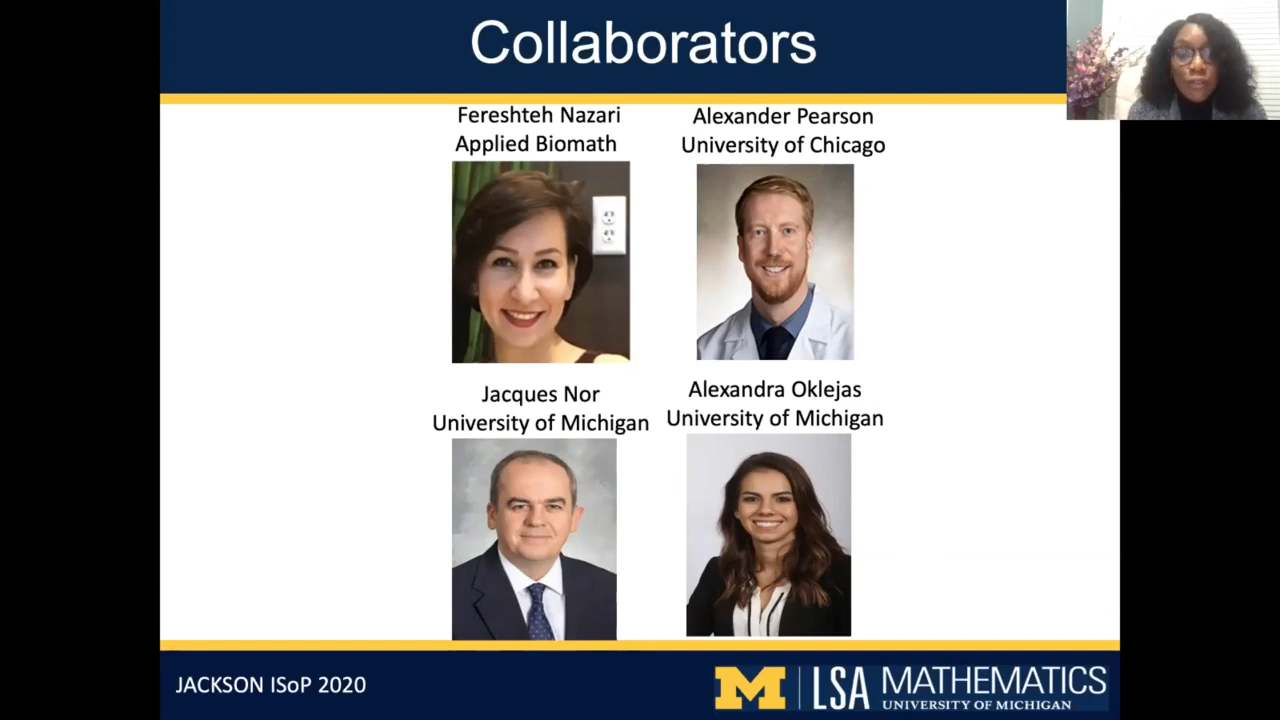 Collaborators
Fereshteh Nazari
Applied Biomath
Alexander Pearson
University of Chicago
Jacques Nor
University of Michigan
Alexandra Oklejas
University of Michigan
JACKSON ISoP 2020
M LSA MATHEMATICS
UNIVERSITY OF MICHIGAN